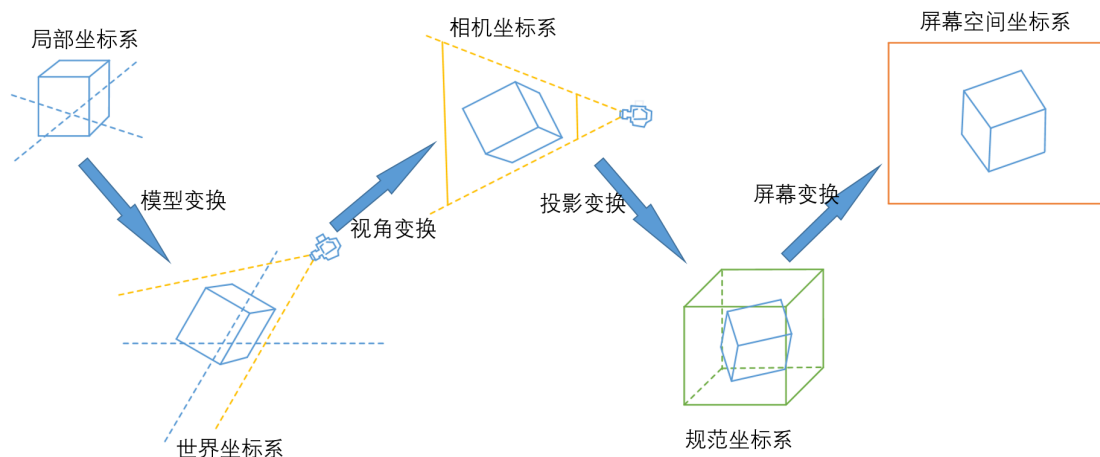 局部坐标系
相机坐标系
屏幕空间坐标系
模型变换
视角变换
投影变换
屏幕变换
世界坐标系
规范坐标系